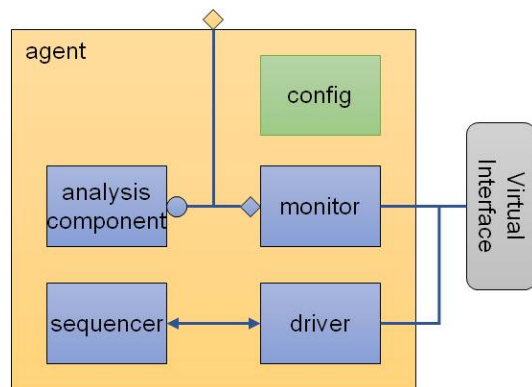 agent
config
analysis
component
monitor
sequencer
driver
Virtual
Interface